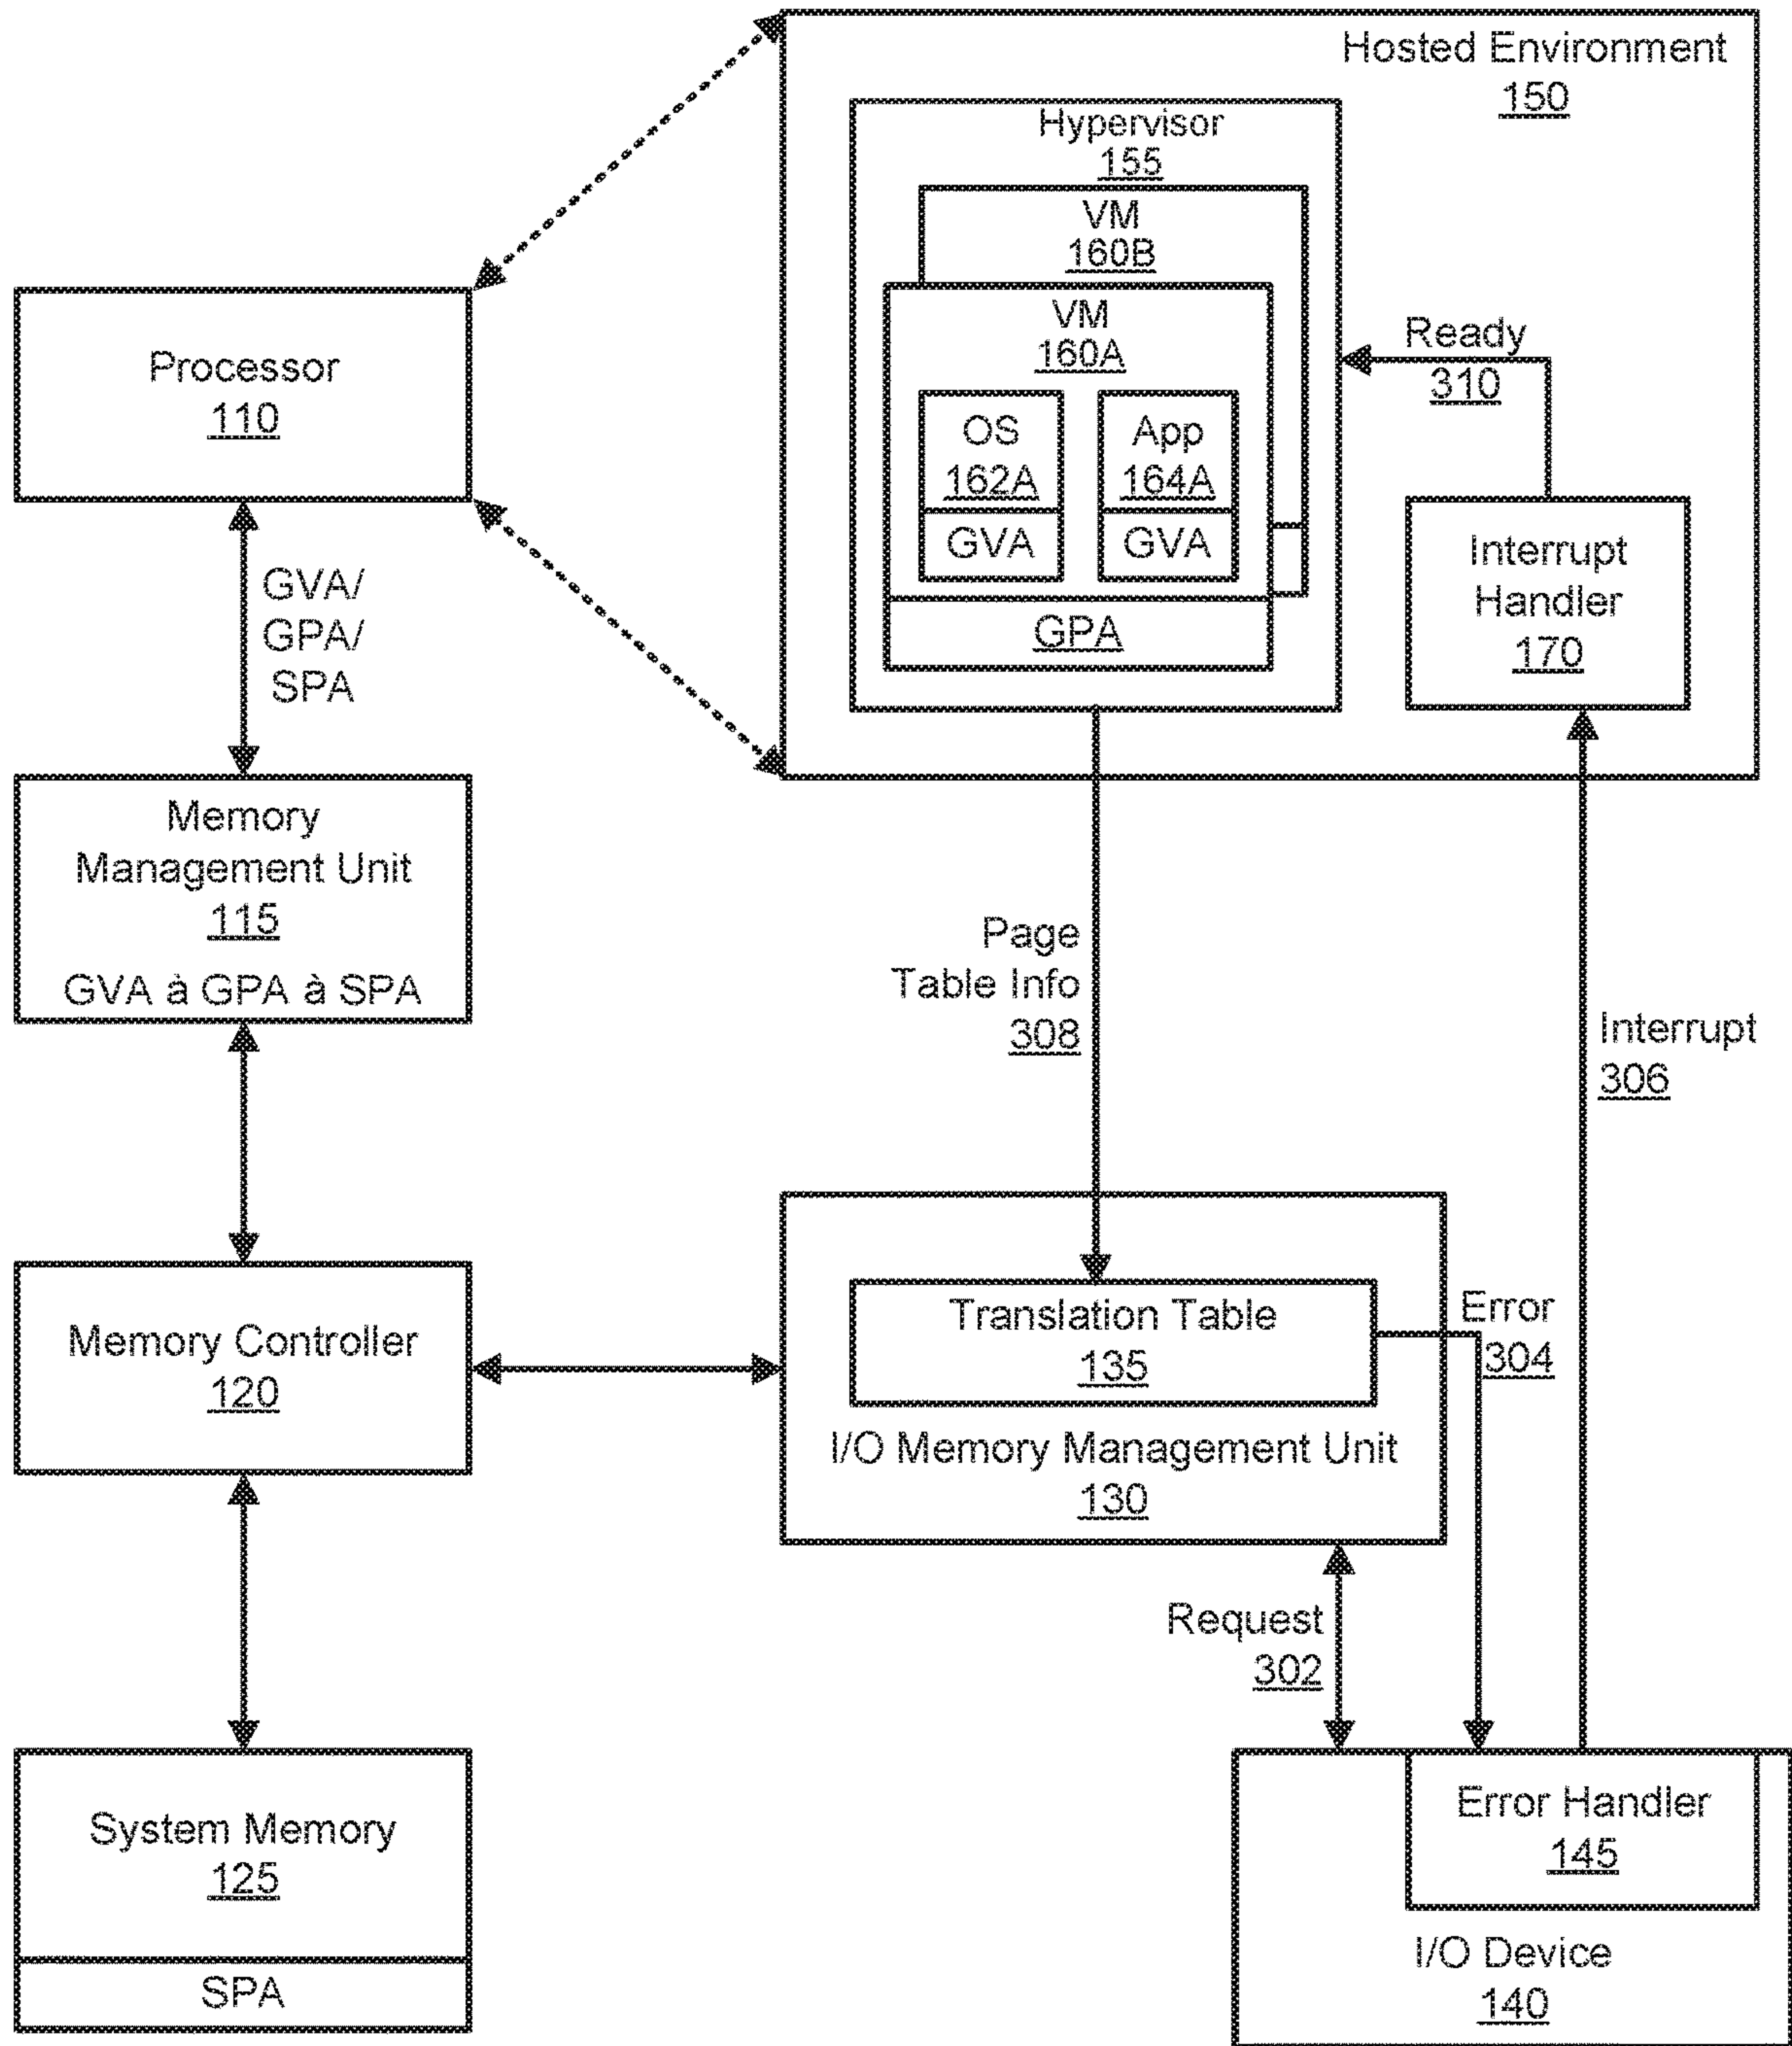 Hosted Environment
150
Hypervisor
155
VM
160B
VM
160A
OS
162A
GVA
App
164A
GVA
GPA
Ready
310
Interrupt
Handler
170
Processor
110
GVA/
GPA/
SPA
Memory
Management Unit
115
GVA à GPA à SPA
Page
Table Info
308
Interrupt
306
Memory Controller
120
Translation Table
135
I/O Memory Management Unit
130
Error
304
Request
302
System Memory
125
SPA
Error Handler
145
I/O Device
140